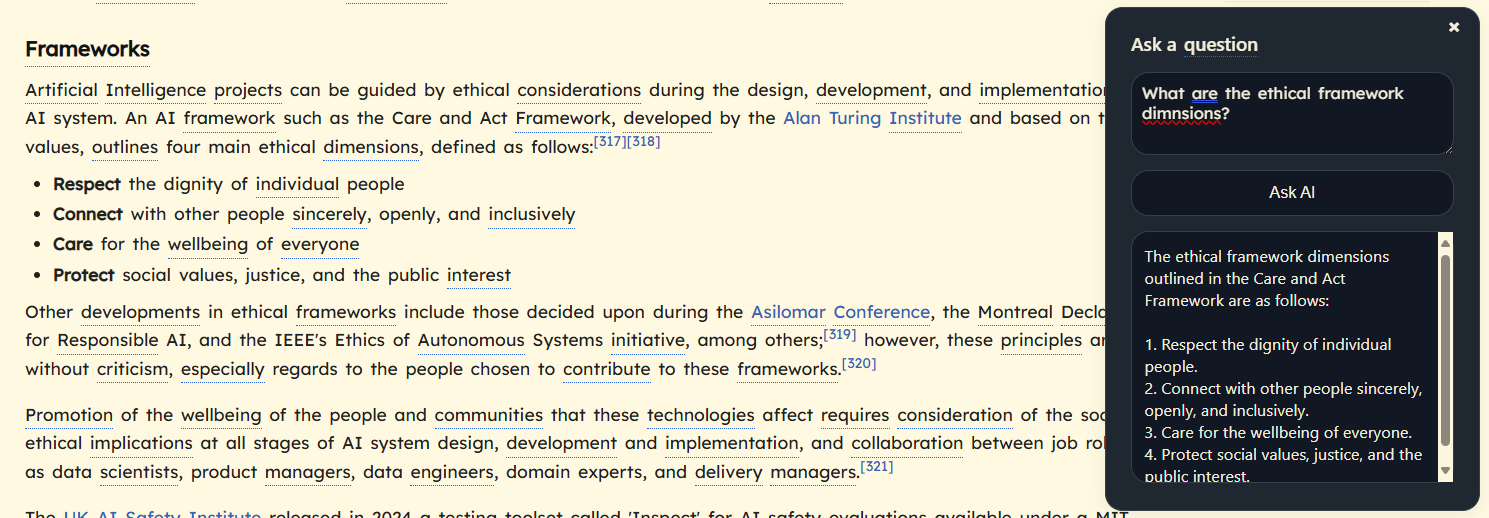 Frameworks
Artificial Intelligence projects can be guided by ethical considerations during the design, development, and implementation
AI system. An AI framework such as the Care and Act Framework, developed by the Alan Turing Institute and based on t
values, outlines four main ethical dimensions, defined as follows:[317][318]
• Respect the dignity of individual people
• Connect with other people sincerely, openly, and inclusively
• Care for the wellbeing of everyone
• Protect social values, justice, and the public interest
Other developments in ethical frameworks include those decided upon during the Asilomar Conference, the Montreal Decla
for Responsible AI, and the IEEE's Ethics of Autonomous Systems initiative, among others;[319] however, these principles
without criticism, especially regards to the people chosen to contribute to these frameworks.[320]
Promotion of the wellbeing of the people and communities that these technologies affect requires consideration of the soc
ethical implications at all stages of AI system design, development and implementation, and collaboration between job rol
as data scientists, product managers, data engineers, domain experts, and delivery managers.[321]
The UK AI Safety Institute released in 2024 a testing toolset called 'Inspect' for AI safety evaluations available under a MIT
Ask a question
What are the ethical framework
dimnsions?
Ask AI
The ethical framework dimensions
outlined in the Care and Act
Framework are as follows:
1. Respect the dignity of individual
people.
2. Connect with other people sincerely,
openly, and inclusively.
3. Care for the wellbeing of everyone.
4. Protect social values, justice, and the
public interest.